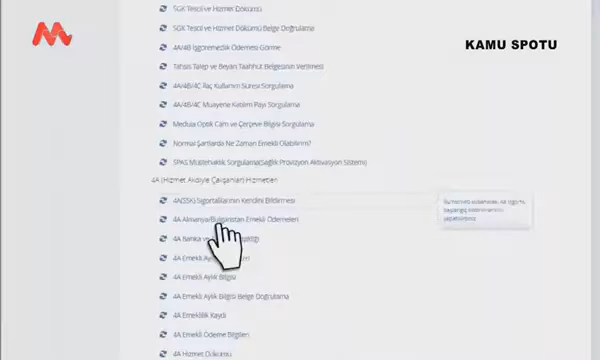 KAMU SPOTU
SGK Tescil ve Hizmet Dökümü
SGK Tescil ve Hizmet Dökümü Belge Doğrulama
4A/4B İşgöremezlik Ödemesi Görme
Tahsis Talep ve Beyan Taahhüt Belgesinin Verilmesi
4A/4B/4C İlaç Kullanım Süresi Sorgulama
4A/4B/4C Muayene Katılım Payı Sorgulama
Medula Optik Cam ve Çerçeve Bilgisi Sorgulama
Normal Şartlarda Ne Zaman Emekli Olabilirim?
SPAS Müstehaklık Sorgulama(Sağlık Provizyon Aktivasyon Sistemi)
4A (Hizmet Akdiyle Çalışanlar) Hizmetleri
4A(SSK) Sigortalılarının Kendini Bildirmesi
4A Almanya/Bulgaristan Emekli Ödemeleri
4A Banka ve
4A Emekli
4A Emekli Aylık Bilgisi
4A Emekli Aylık Bilgisi Belge Doğrulama
4A Emeklilik Kaydı
4A Emekli Ödeme Bilgileri
4A Hizmet Dökümü